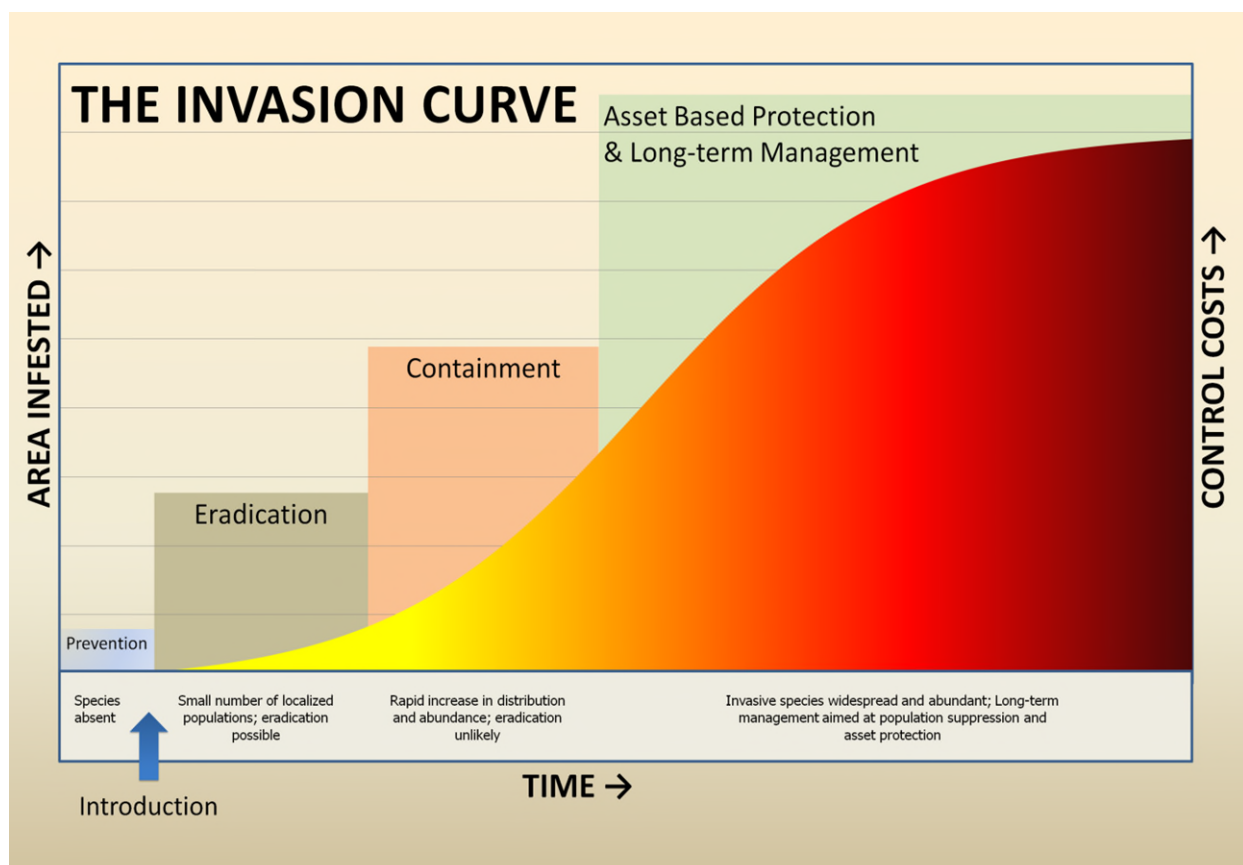 THE INVASION CURVE
Asset Based Protection
& Long-term Management
AREA INFESTED →
CONTROL COSTS →
Containment
Eradication
Prevention
Species
absent
Small number of localized
populations; eradication
possible
Rapid increase in distribution
and abundance; eradication
unlikely
Invasive species widespread and abundant; Long-term
management aimed at population suppression and
asset protection
TIME →
Introduction